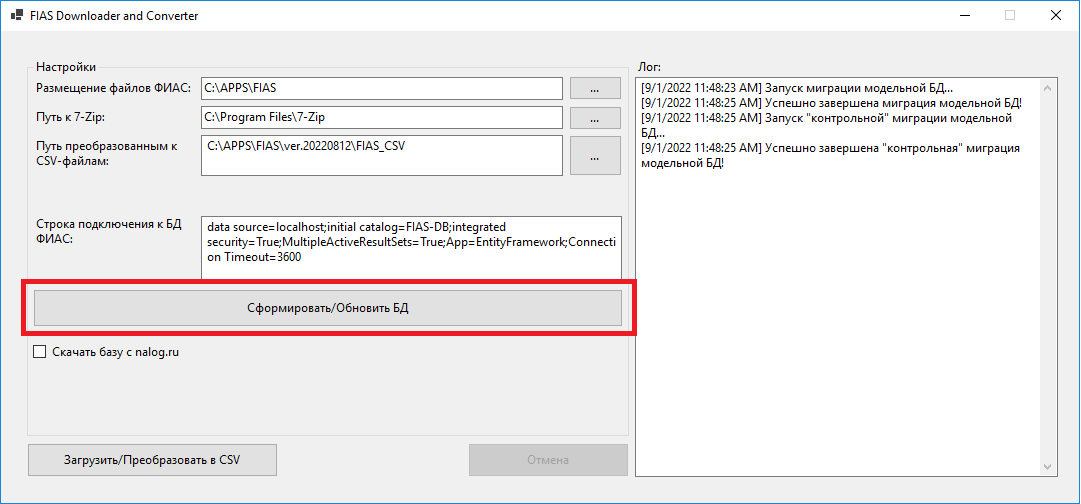 FIAS Downloader and Converter
Настройки
Размещение файлов ФИАС:
C:\APPS\FIAS
...
Путь к 7-Zip:
C:\Program Files\7-Zip
...
Путь преобразованным к
CSV-файлам:
C:\APPS\FIAS\ver.20220812\FIAS_CSV
...
Строка подключения к БД
ФИАС:
data source=localhost;initial catalog=FIAS-DB;integrated
security=True;MultipleActiveResultSets=True;App=EntityFramework;Connecti
on Timeout=3600
Сформировать/Обновить БД
Скачать базу с nalog.ru
Загрузить/Преобразовать в CSV
Отмена
Лог:
[9/1/2022 11:48:23 AM] Запуск миграции модельной БД...
[9/1/2022 11:48:25 AM] Успешно завершена миграция модельной БД!
[9/1/2022 11:48:25 AM] Запуск "контрольной" миграции модельной
БД...
[9/1/2022 11:48:25 AM] Успешно завершена "контрольная" миграция
модельной БД!